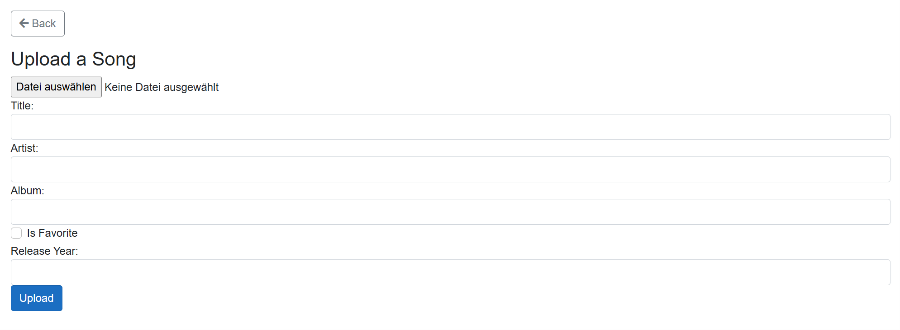 Back
Upload a Song
Datei auswählen Keine Datei ausgewählt
Title:
Artist:
Album:
Is Favorite
Release Year:
Upload